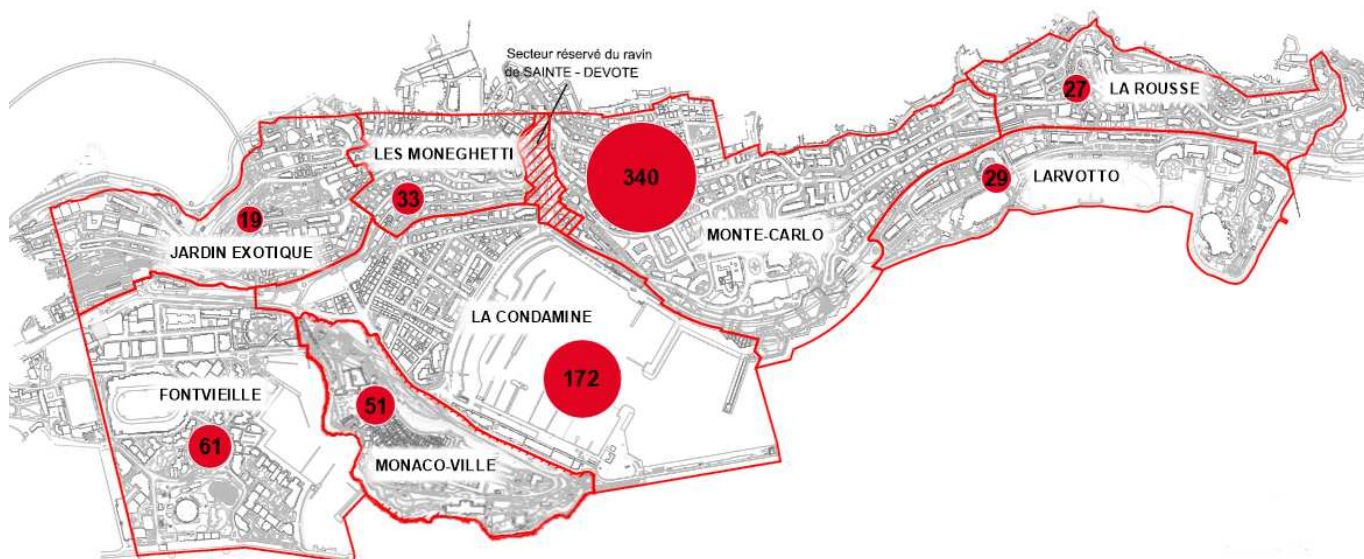 Secteur réservé du ravin
de SAINTE - DEVOTE
27
LA ROUSSE
LES MONEGHETTI
340
29
LARVOTTO
33
19
MONTE-CARLO
JARDIN EXOTIQUE
LA CONDAMINE
172
FONTVIEILLE
51
61
MONACO-VILLE